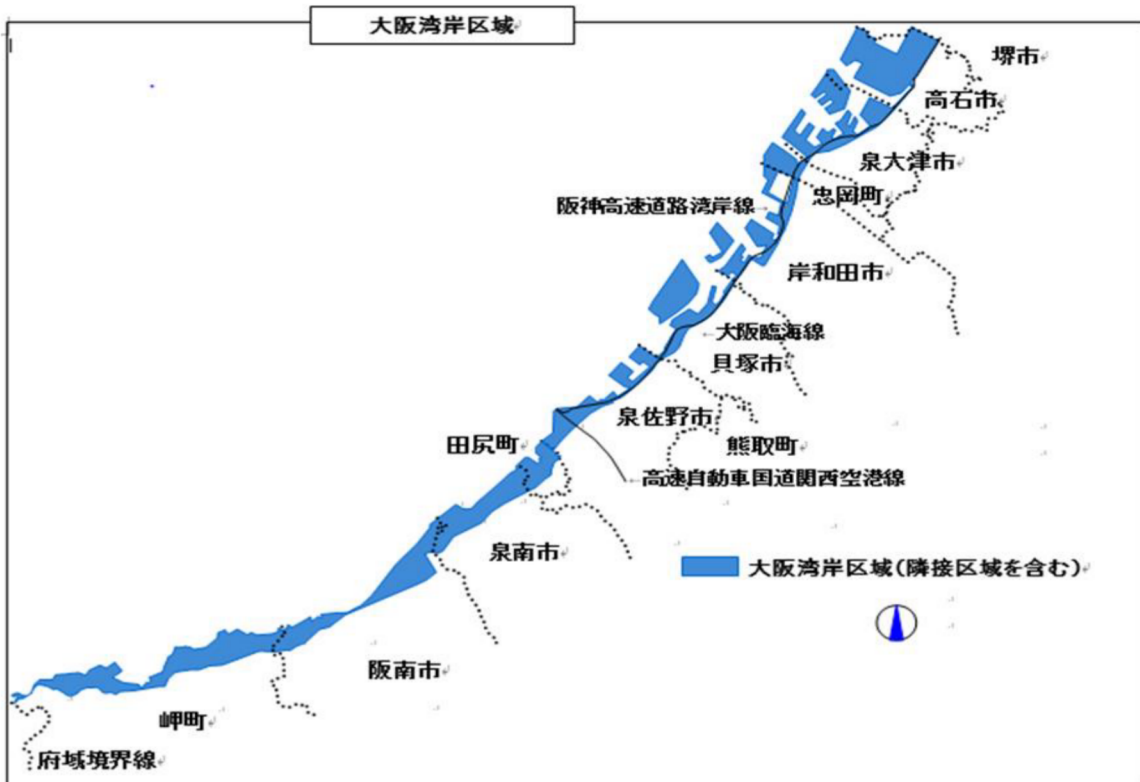 大阪湾岸区域
堺市
高石市
泉大津市
忠岡町
阪神高速道路湾岸線
岸和田市
大阪臨海線
貝塚市
泉佐野市
田尻町
熊取町
高速自動車国道関西空港線
泉南市
大阪湾岸区域(隣接区域を含む)
阪南市
岬町
府域境界線